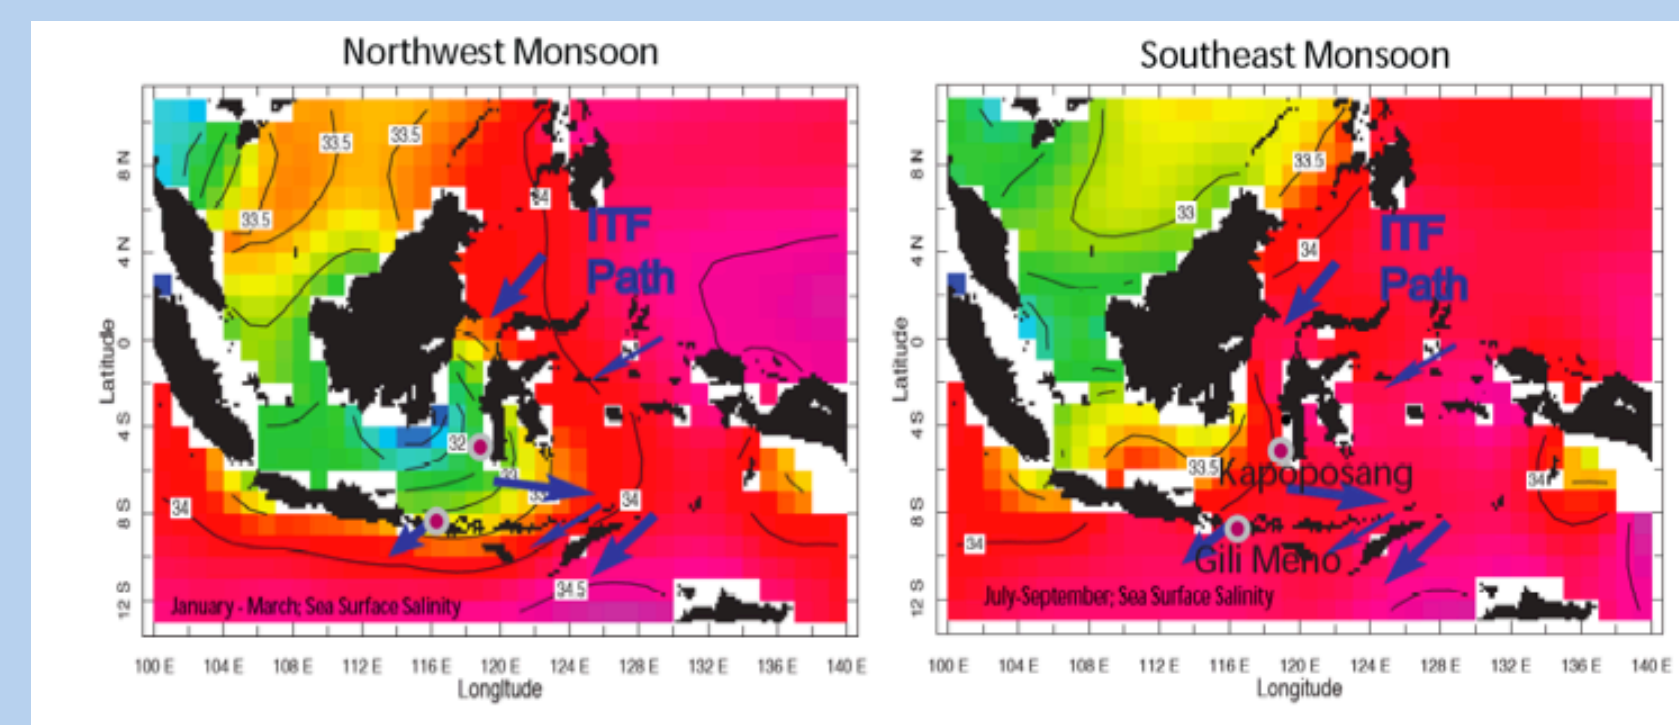 Northwest Monsoon
33.5
33.5
33.5
34
ITF
Path
32
33
34
34
34.5
January - March; Sea Surface Salinity
8 N
4 N
0
4 S
8 S
12 S
Latitude
100 E 104 E 108 E 112 E 116 E 120 E 124 E 128 E 132 E 136 E 140 E
Longitude
Southeast Monsoon
33.5
33
34
ITF
Path
33.5
Kapoposang
34
34
Gili Meno
July-September; Sea Surface Salinity
8 N
4 N
0
4 S
8 S
12 S
Latitude
100 E 104 E 108 E 112 E 116 E 120 E 124 E 128 E 132 E 136 E 140 E
Longitude